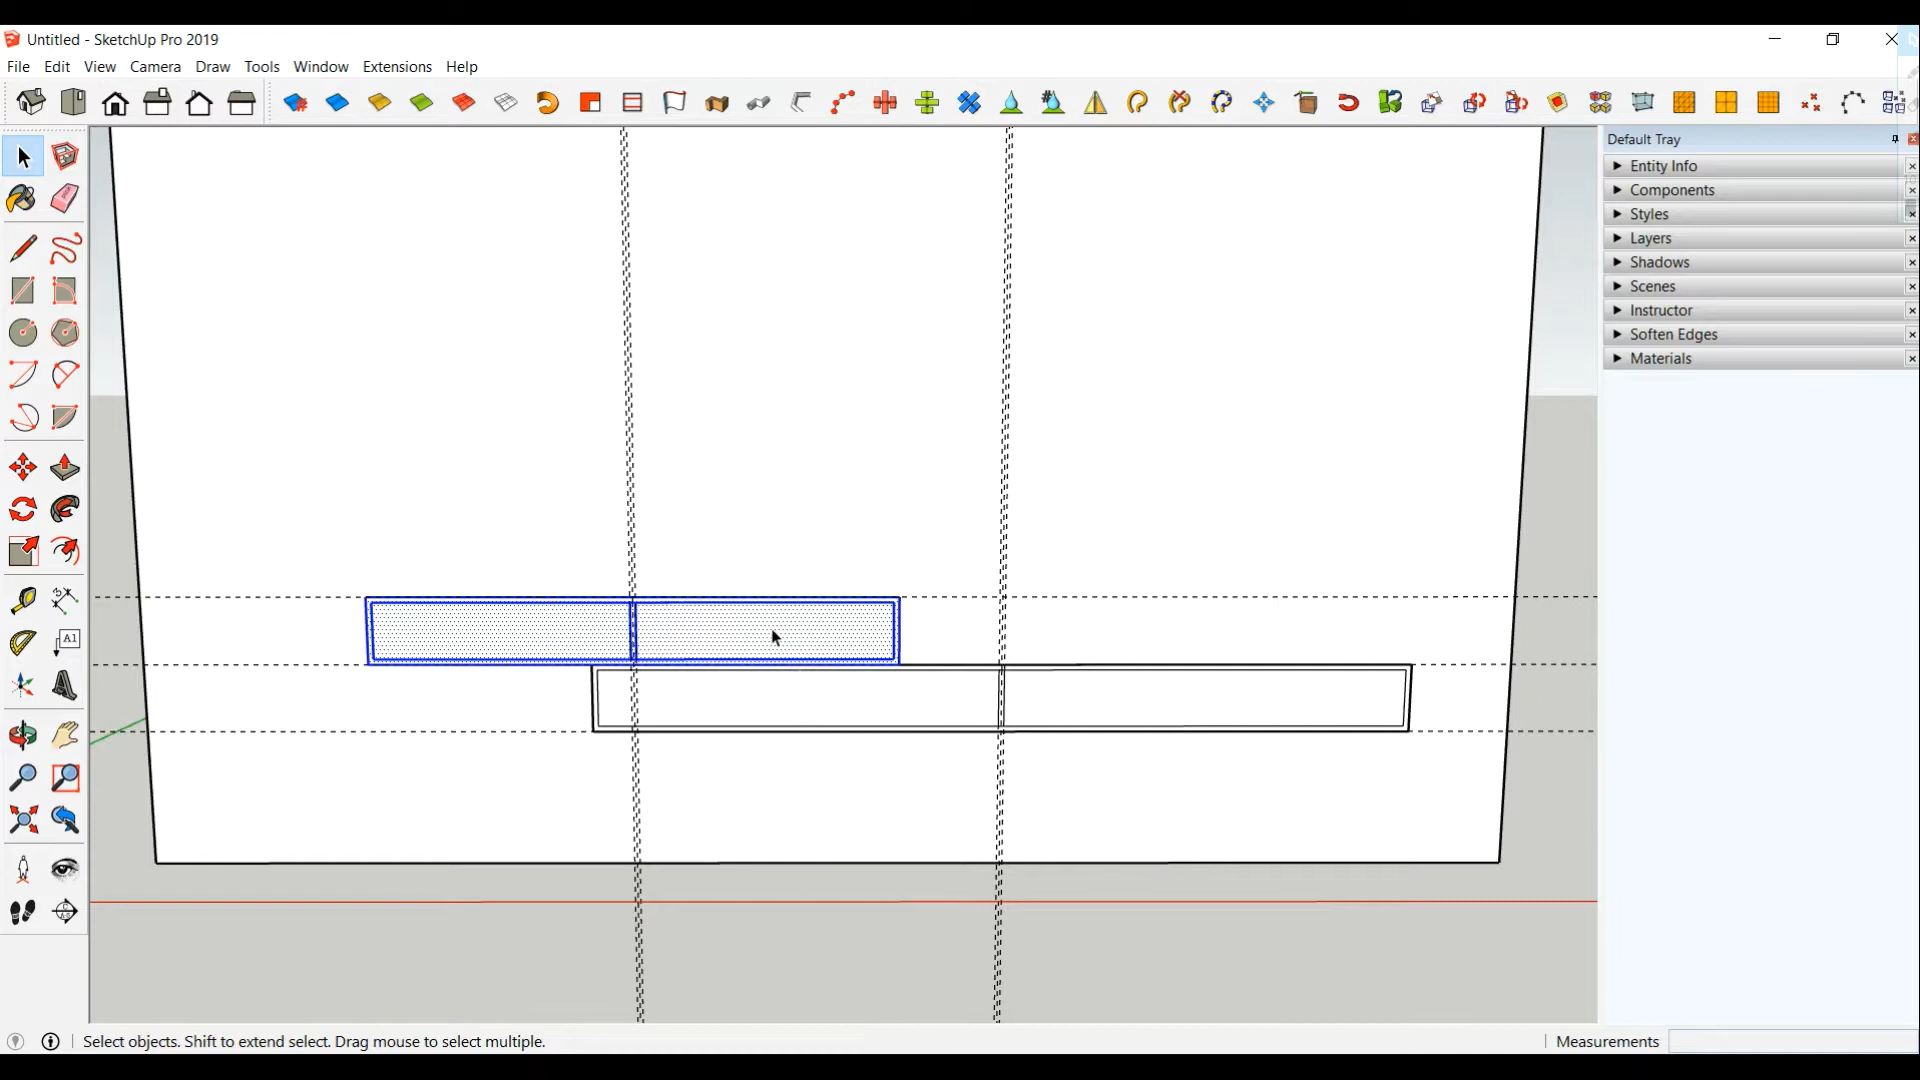 Untitled - SketchUp Pro 2019
File Edit View Camera Draw Tools Window Extensions Help
Default Tray
Entity Info
Components
Styles
Layers
Shadows
Scenes
Instructor
Soften Edges
Materials
A1
Select objects. Shift to extend select. Drag mouse to select multiple.
Measurements